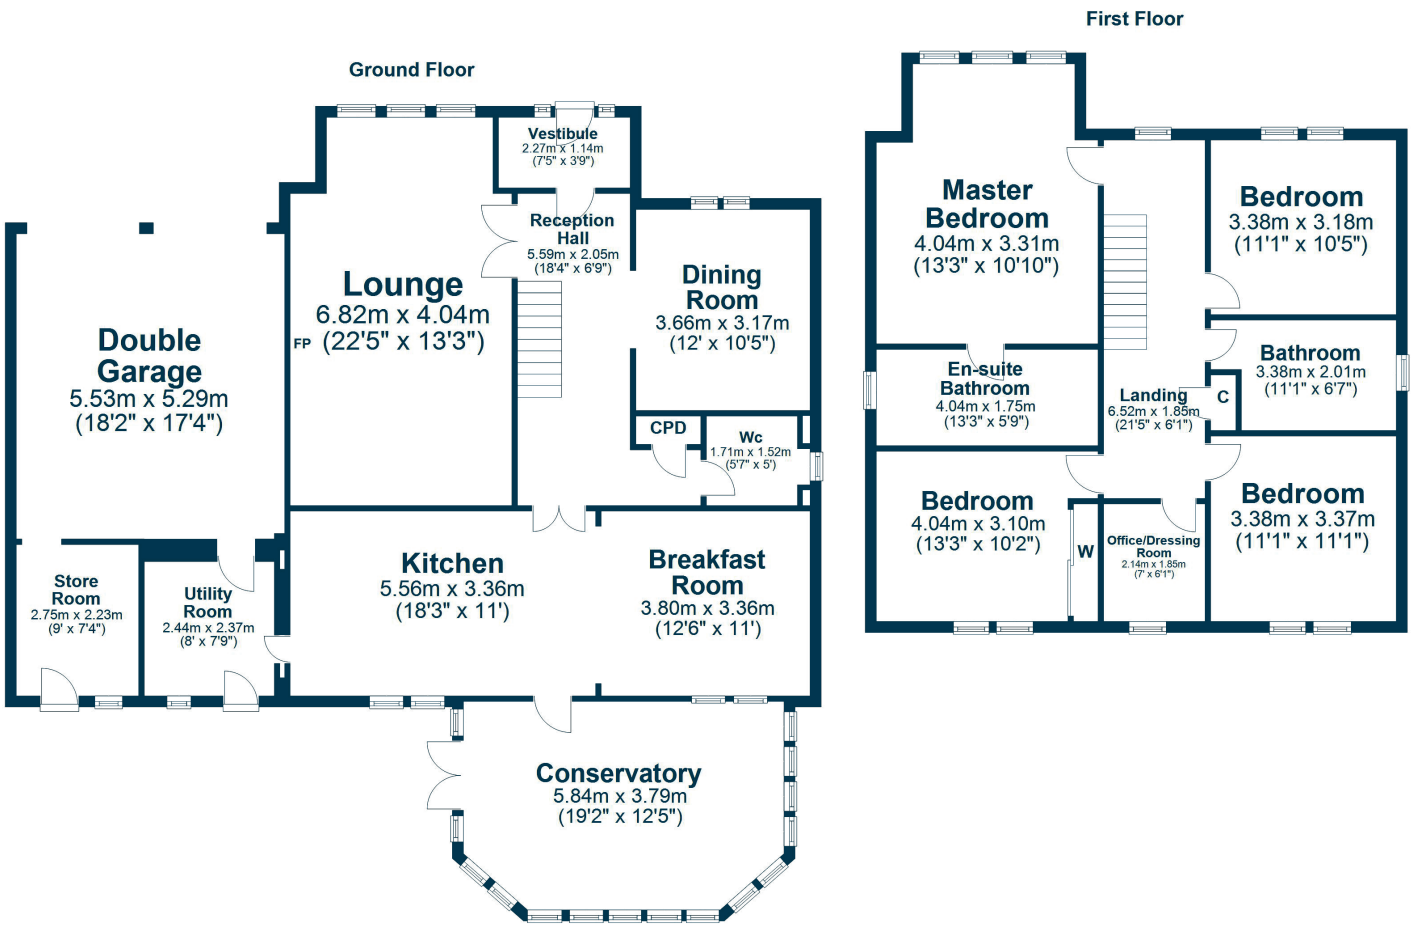 Ground Floor
Vestibule
2.27m x 1.14m
(7'5" x 3'9")
Reception
Hall
5.59m x 2.05m
(18'4" x 6'9")
Lounge
6.82m x 4.04m
(22'5" x 13'3")
FP
Dining
Room
3.66m x 3.17m
(12' x 10'5")
Double
Garage
5.53m x 5.29m
(18'2" x 17'4")
CPD
Wc
1.71m x 1.52m
(5'7" x 5')
Kitchen
5.56m x 3.36m
(18'3" x 11')
Breakfast
Room
3.80m x 3.36m
(12'6" x 11')
Store
Room
2.75m x 2.23m
(9' x 7'4")
Utility
Room
2.44m x 2.37m
(8' x 7'9")
Conservatory
5.84m x 3.79m
(19'2" x 12'5")
First Floor
Master
Bedroom
4.04m x 3.31m
(13'3" x 10'10")
Bedroom
3.38m x 3.18m
(11'1" x 10'5")
En-suite
Bathroom
4.04m x 1.75m
(13'3" x 5'9")
Bathroom
3.38m x 2.01m
(11'1" x 6'7")
Landing
6.52m x 1.85m
(21'5" x 6'1")
C
Bedroom
4.04m x 3.10m
(13'3" x 10'2")
W
Office/Dressing
Room
2.14m x 1.85m
(7' x 6'1")
Bedroom
3.38m x 3.37m
(11'1" x 11'1")